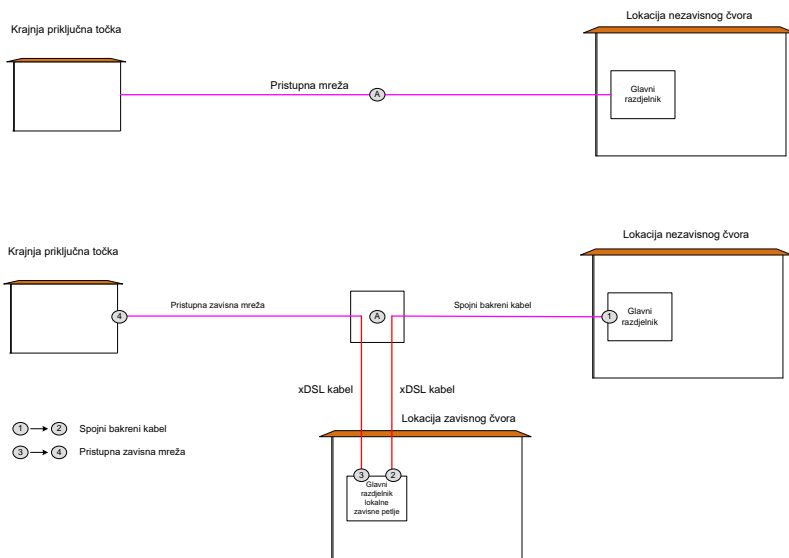 Lokacija nezavisnog čvora
Krajnja priključna točka
Pristupna mreža
A
Glavni
razdjelnik
Lokacija nezavisnog čvora
Krajnja priključna točka
Pristupna zavisna mreža
Spojni bakreni kabel
4
A
1
Glavni
razdjelnik
xDSL kabel
xDSL kabel
Lokacija zavisnog čvora
1
2
Spojni bakreni kabel
3
4
Pristupna zavisna mreža
3
2
Glavni
razdjelnik
lokalne
zavisne petlje